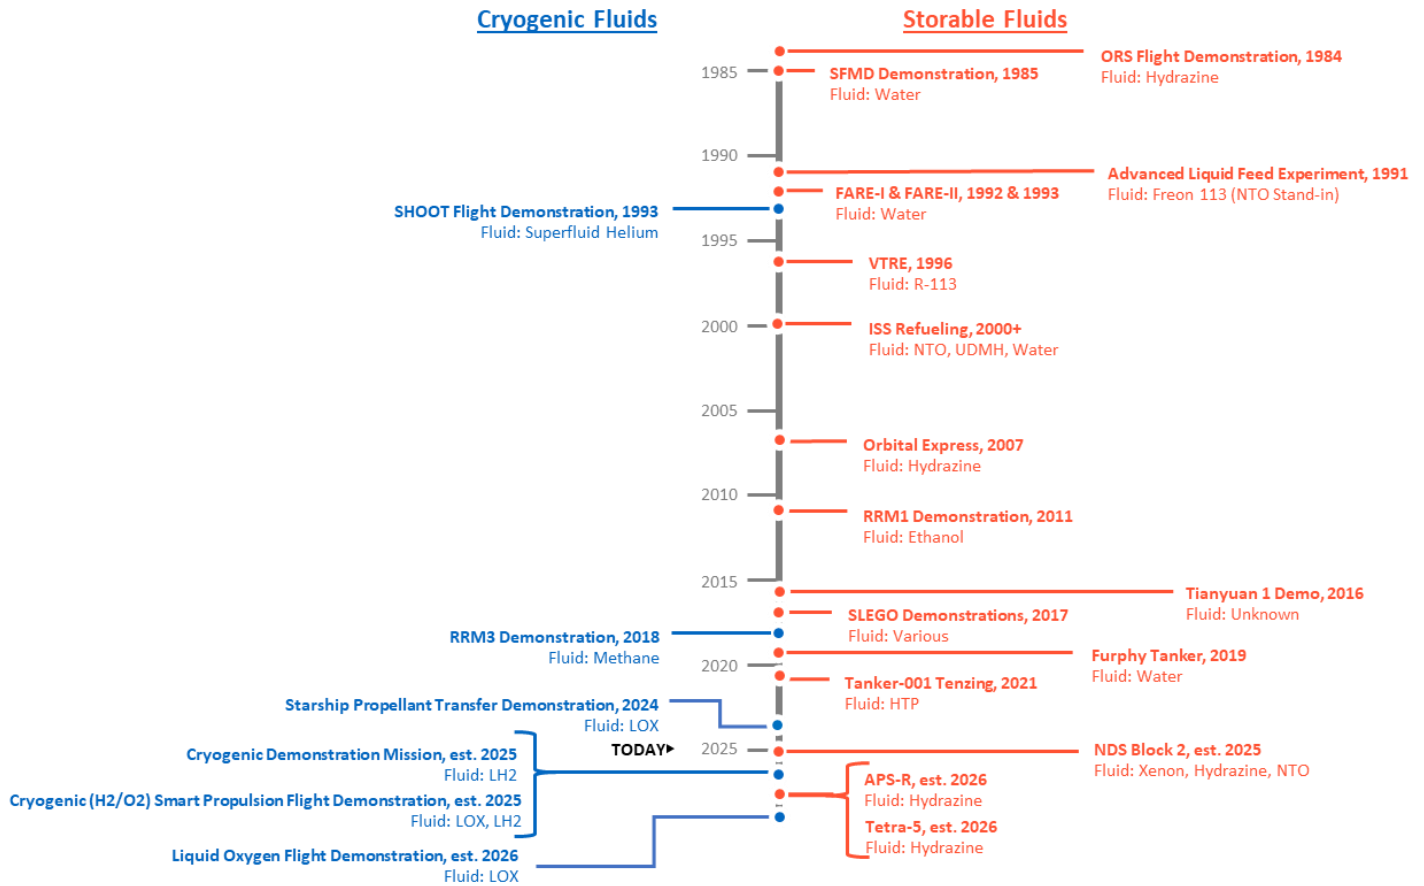 Cryogenic Fluids
Storable Fluids
ORS Flight Demonstration, 1984
Fluid: Hydrazine
1985
SFMD Demonstration, 1985
Fluid: Water
1990
Advanced Liquid Feed Experiment, 1991
Fluid: Freon 113 (NTO Stand-in)
FARE-I & FARE-II, 1992 & 1993
Fluid: Water
SHOOT Flight Demonstration, 1993
Fluid: Superfluid Helium
1995
VTRE, 1996
Fluid: R-113
2000
ISS Refueling, 2000+
Fluid: NTO, UDMH, Water
2005
Orbital Express, 2007
Fluid: Hydrazine
2010
RRM1 Demonstration, 2011
Fluid: Ethanol
2015
Tianyuan 1 Demo, 2016
Fluid: Unknown
SLEGO Demonstrations, 2017
Fluid: Various
RRM3 Demonstration, 2018
Fluid: Methane
Furphy Tanker, 2019
Fluid: Water
2020
Tanker-001 Tenzing, 2021
Fluid: HTP
Starship Propellant Transfer Demonstration, 2024
Fluid: LOX
TODAY
2025
NDS Block 2, est. 2025
Fluid: Xenon, Hydrazine, NTO
Cryogenic Demonstration Mission, est. 2025
Fluid: LH2
Cryogenic (H2/O2) Smart Propulsion Flight Demonstration, est. 2025
Fluid: LOX, LH2
APS-R, est. 2026
Fluid: Hydrazine
Tetra-5, est. 2026
Fluid: Hydrazine
Liquid Oxygen Flight Demonstration, est. 2026
Fluid: LOX